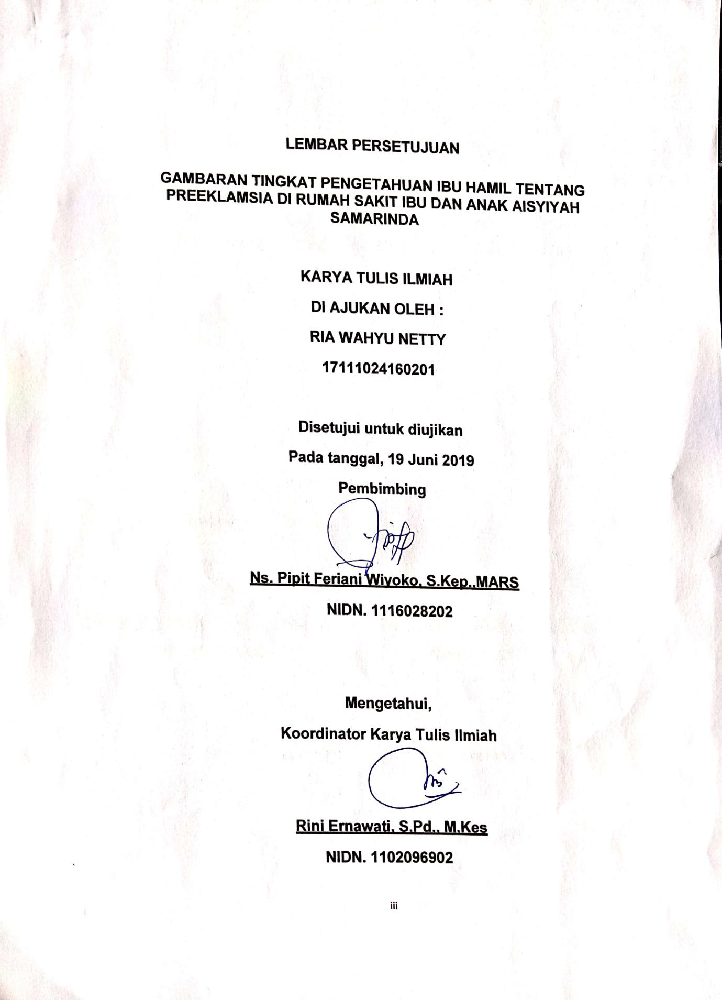 LEMBAR PERSETUJUAN
GAMBARAN TINGKAT PENGETAHUAN IBU HAMIL TENTANG
PREEKLAMSIA DI RUMAH SAKIT IBU DAN ANAK AISYIYAH
SAMARINDA
KARYA TULIS ILMIAH
DI AJUKAN OLEH :
RIA WAHYU NETTY
17111024160201
Disetujui untuk diujikan
Pada tanggal, 19 Juni 2019
Pembimbing
Ns. Pipit Feriani Wiyoko, S.Kep.,MARS
NIDN. 1116028202
Mengetahui,
Koordinator Karya Tulis Ilmiah
Rini Ernawati, S.Pd., M.Kes
NIDN. 1102096902
iii